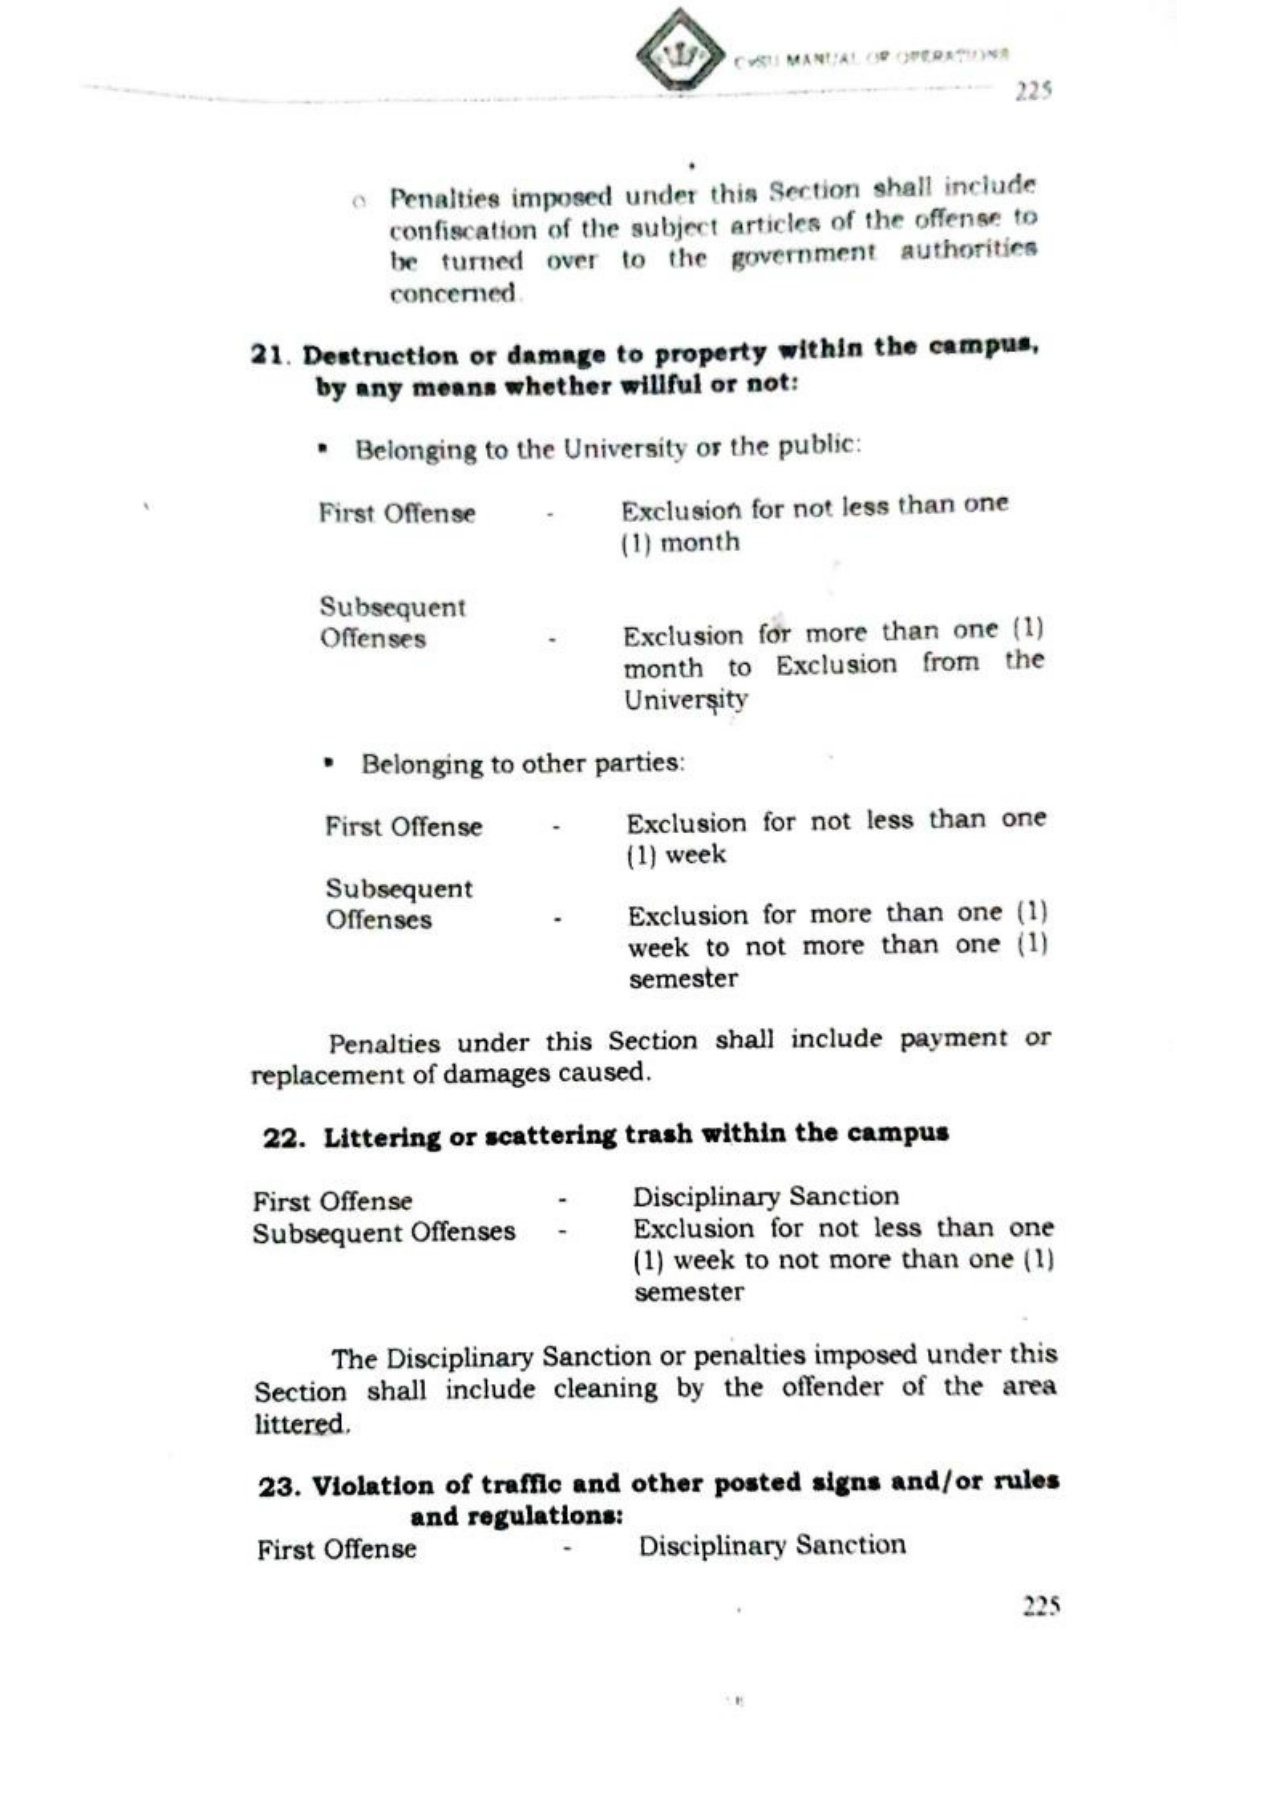 CvSU MANUAL OF OPERATIONS
225
o Penalties imposed under this Section shall include
confiscation of the subject articles of the offense to
be turned over to the government authorities
concerned.
21. Destruction or damage to property within the campus,
by any means whether willful or not:
▪ Belonging to the University or the public:
First Offense - Exclusion for not less than one
(1) month
Subsequent
Offenses - Exclusion for more than one (1)
month to Exclusion from the
University
▪ Belonging to other parties:
First Offense - Exclusion for not less than one
(1) week
Subsequent
Offenses - Exclusion for more than one (1)
week to not more than one (1)
semester
Penalties under this Section shall include payment or
replacement of damages caused.
22. Littering or scattering trash within the campus
First Offense - Disciplinary Sanction
Subsequent Offenses - Exclusion for not less than one
(1) week to not more than one (1)
semester
The Disciplinary Sanction or penalties imposed under this
Section shall include cleaning by the offender of the area
littered.
23. Violation of traffic and other posted signs and/or rules
and regulations:
First Offense - Disciplinary Sanction
225